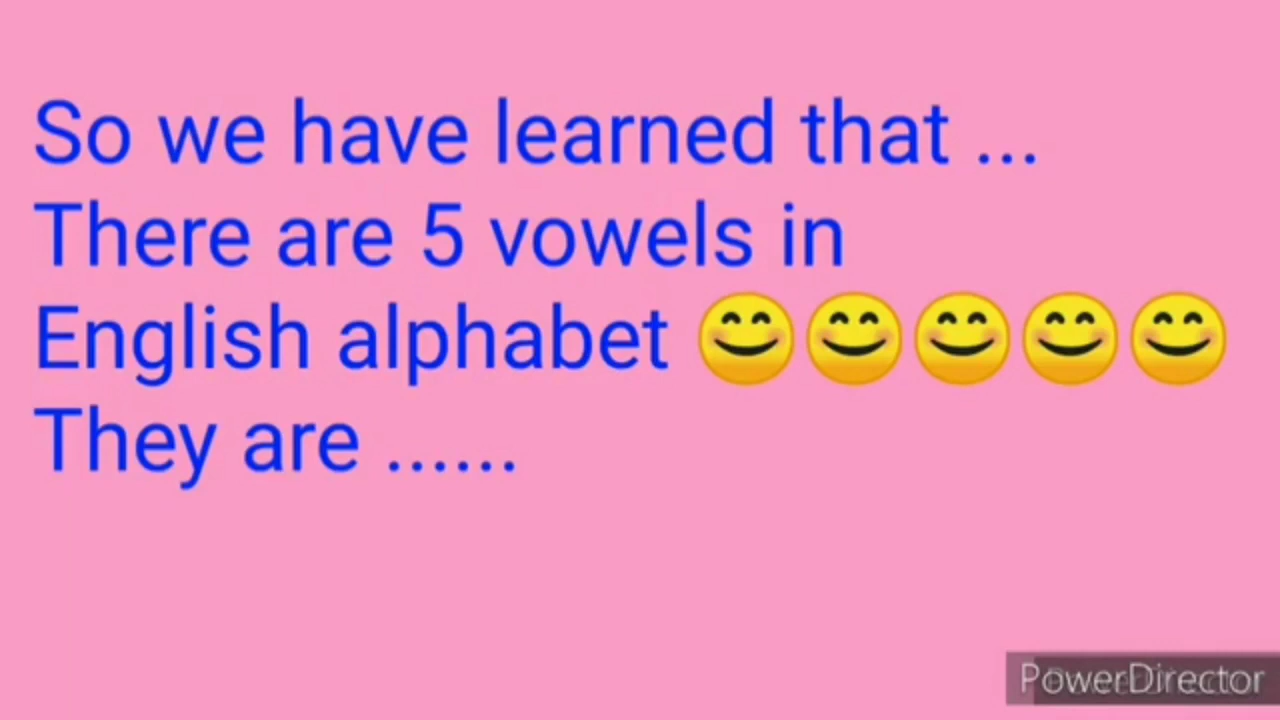 So we have learned that ...
There are 5 vowels in
English alphabet 😊😊😊😊😊
They are ......
PowerDirector